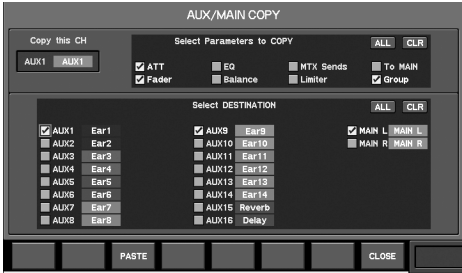 AUX/MAIN COPY
Copy this CH
AUX1 AUX1
Select Parameters to COPY ALL CLR
ATT EQ MTX Sends To MAIN
Fader Balance Limiter Group
Select DESTINATION ALL CLR
AUX1 Ear1 AUX9 Ear9 MAIN L MAIN L
AUX2 Ear2 AUX10 Ear10 MAIN R MAIN R
AUX3 Ear3 AUX11 Ear11
AUX4 Ear4 AUX12 Ear12
AUX5 Ear5 AUX13 Ear13
AUX6 Ear6 AUX14 Ear14
AUX7 Ear7 AUX15 Reverb
AUX8 Ear8 AUX16 Delay
PASTE CLOSE